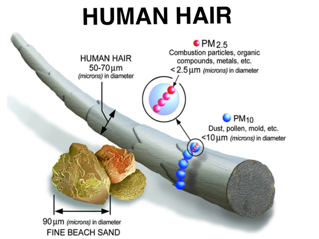 HUMAN HAIR
PM2.5
Combustion particles, organic
compounds, metals, etc.
<2.5µm (microns) in diameter
HUMAN HAIR
50-70µm
(microns) in diameter
PM10
Dust, pollen, mold, etc.
<10µm (microns) in diameter
90µm (microns) in diameter
FINE BEACH SAND